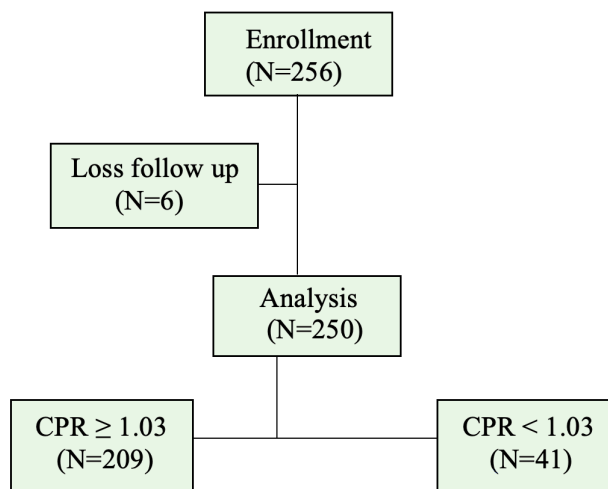 Enrollment
(N=256)
Loss follow up
(N=6)
Analysis
(N=250)
CPR ≥ 1.03
(N=209)
CPR < 1.03
(N=41)